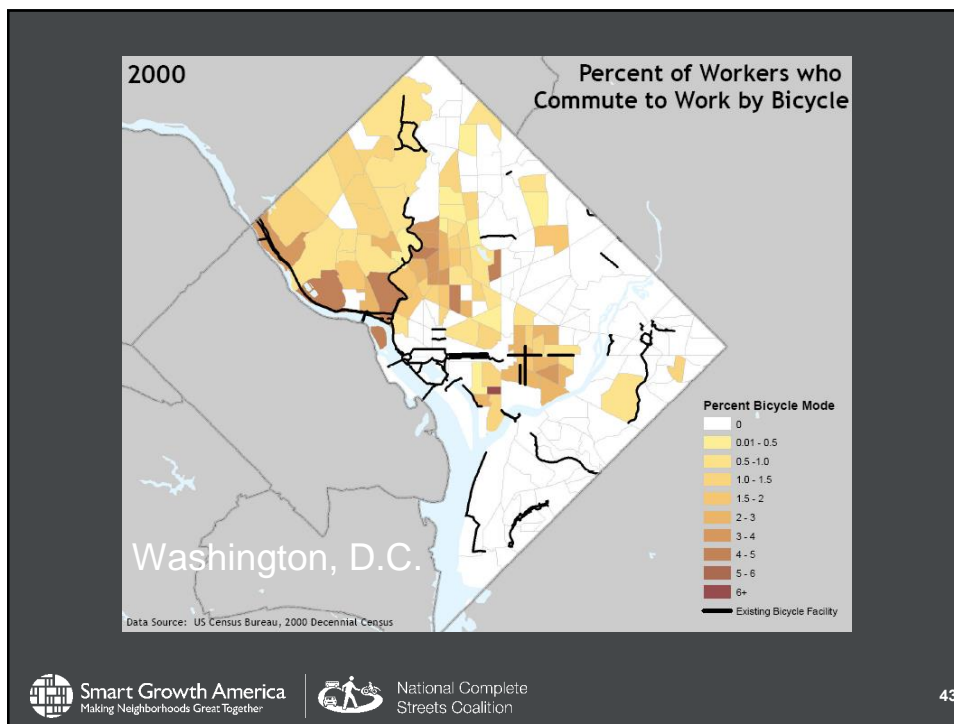 2000
Percent of Workers who
Commute to Work by Bicycle
Percent Bicycle Mode
0
0.01 - 0.5
0.5 -1.0
1.0 - 1.5
1.5 - 2
2 - 3
3 - 4
4 - 5
5 - 6
6+
Existing Bicycle Facility
Washington, D.C.
Data Source: US Census Bureau, 2000 Decennial Census
Smart Growth America
Making Neighborhoods Great Together
National Complete
Streets Coalition
43